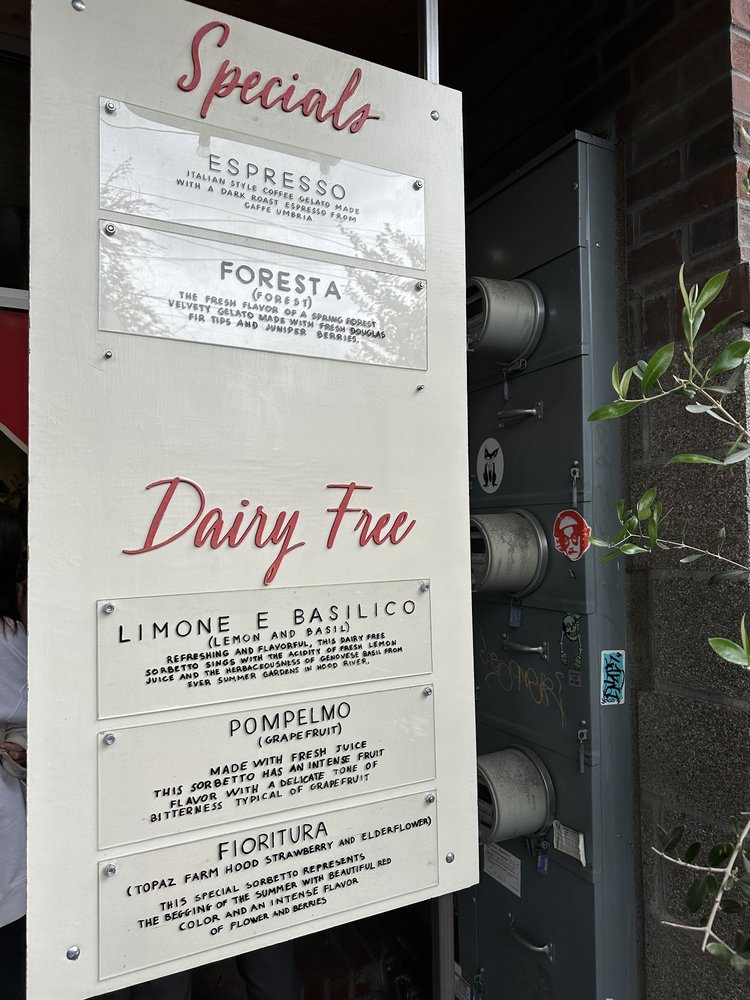 Specials
ESPRESSO
ITALIAN STYLE COFFEE GELATO MADE
WITH A DARK ROAST ESPRESSO FROM
CAFFE UMBRIA
FORESTA
(FOREST)
THE FRESH FLAVOR OF A SPRING FOREST
VELVETY GELATO MADE WITH FRESH DOUGLAS
FIR TIPS AND JUNIPER BERRIES.
Dairy Free
LIMONE E BASILICO
(LEMON AND BASIL)
REFRESHING AND FLAVORFUL, THIS DAIRY FREE
SORBETTO SINGS WITH THE ACIDITY OF FRESH LEMON
JUICE AND THE HERBACEOUSNESS OF GENOVESE BASIL FROM
EVER SUMMER GARDENS IN HOOD RIVER.
POMPELMO
(GRAPEFRUIT)
MADE WITH FRESH JUICE
THIS SORBETTO HAS AN INTENSE FRUIT
FLAVOR WITH A DELICATE TONE OF
BITTERNESS TYPICAL OF GRAPEFRUIT
FIORITURA
(TOPAZ FARM HOOD STRAWBERRY AND ELDERFLOWER)
THIS SPECIAL SORBETTO REPRESENTS
THE BEGGING OF THE SUMMER WITH BEAUTIFUL RED
COLOR AND AN INTENSE FLAVOR
OF FLOWER AND BERRIES